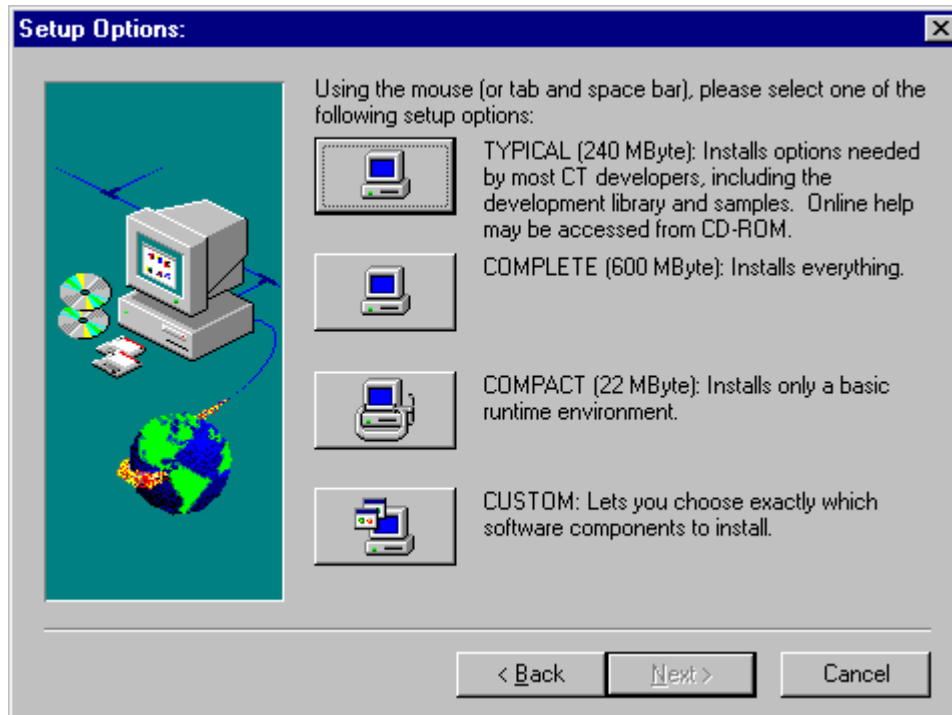 Setup Options:
Using the mouse (or tab and space bar), please select one of the
following setup options:
TYPICAL (240 MByte): Installs options needed
by most CT developers, including the
development library and samples.  Online help
may be accessed from CD-ROM.
COMPLETE (600 MByte): Installs everything.
COMPACT (22 MByte): Installs only a basic
runtime environment.
CUSTOM: Lets you choose exactly which
software components to install.
< Back
Next >
Cancel